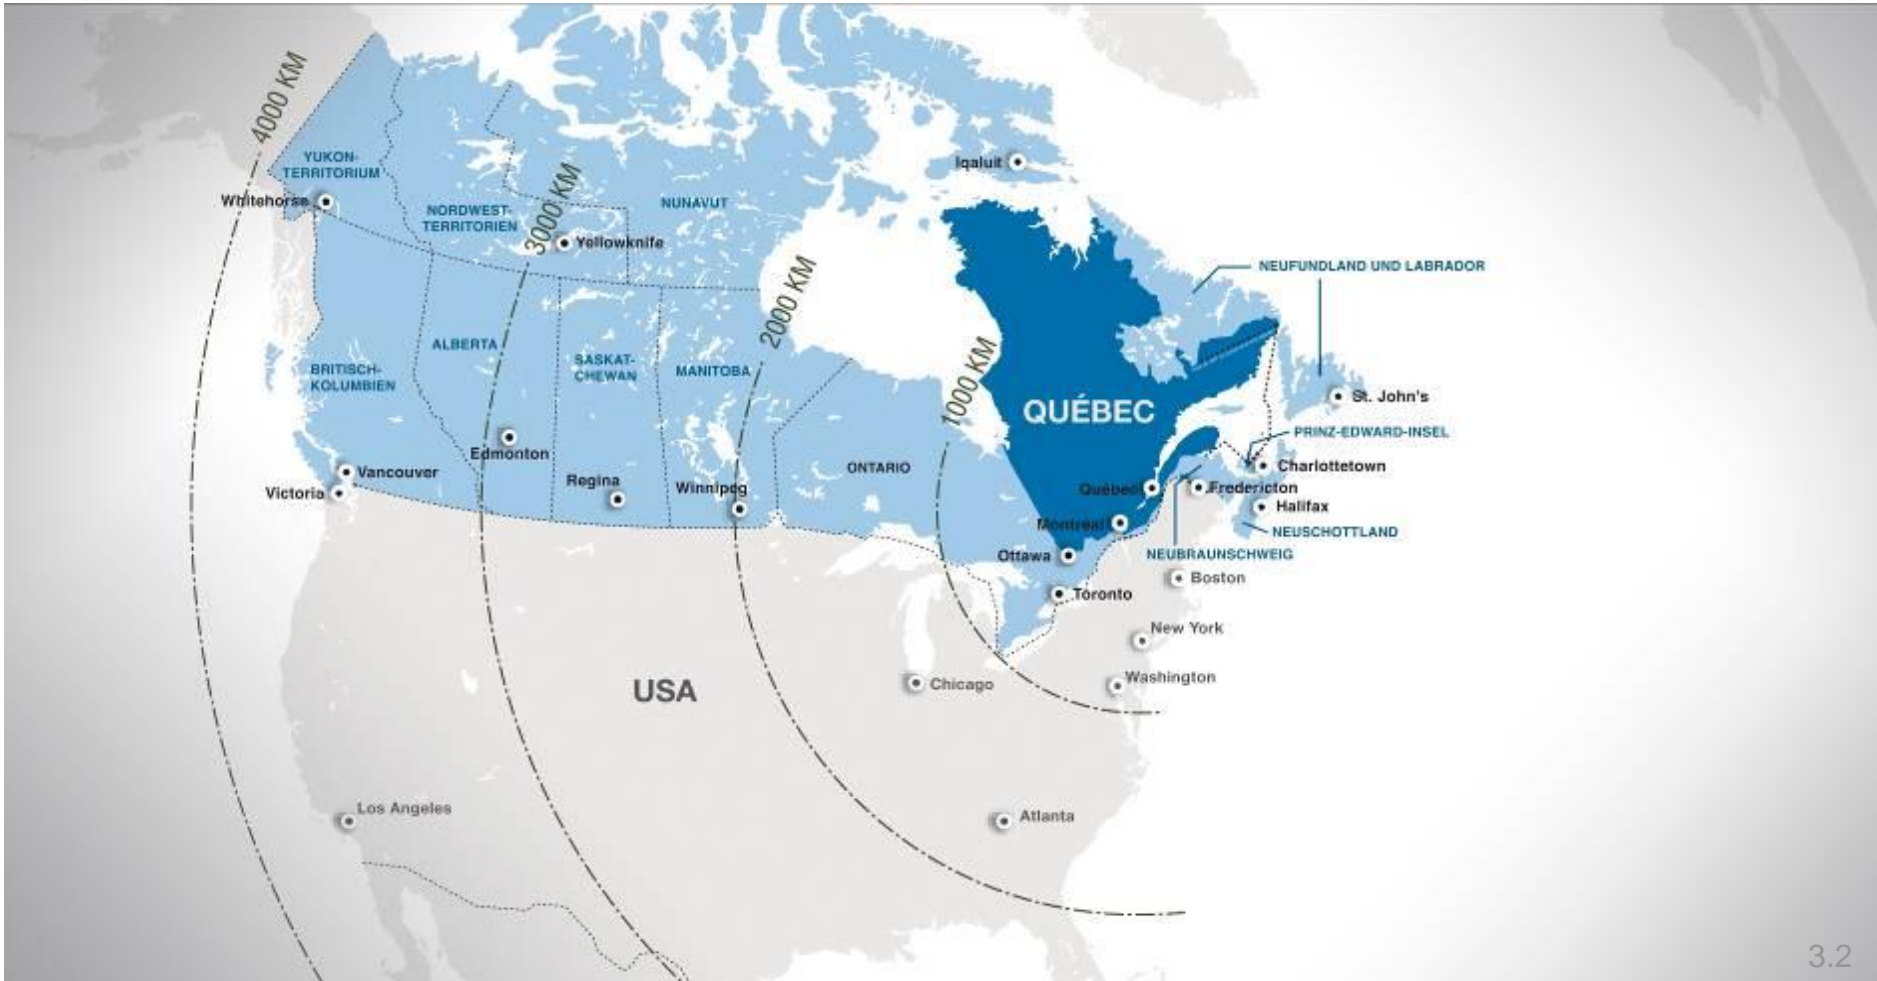 4000 KM
YUKON-
TERRITORIUM
Whitehorse
NORDWEST-
TERRITORIEN
3000 KM
Yellowknife
NUNAVUT
Iqaluit
2000 KM
NEUFUNDLAND UND LABRADOR
ALBERTA
BRITISCH-
KOLUMBIEN
SASKAT-
CHEWAN
MANITOBA
1000 KM
QUÉBEC
St. John's
PRINZ-EDWARD-INSEL
Edmonton
Vancouver
Victoria
Regina
Winnipeg
ONTARIO
Charlottetown
Québec
Fredericton
Halifax
Montréal
NEUSCHOTTLAND
NEUBRAUNSCHWEIG
Ottawa
Boston
Toronto
New York
Washington
USA
Chicago
Los Angeles
Atlanta
3.2